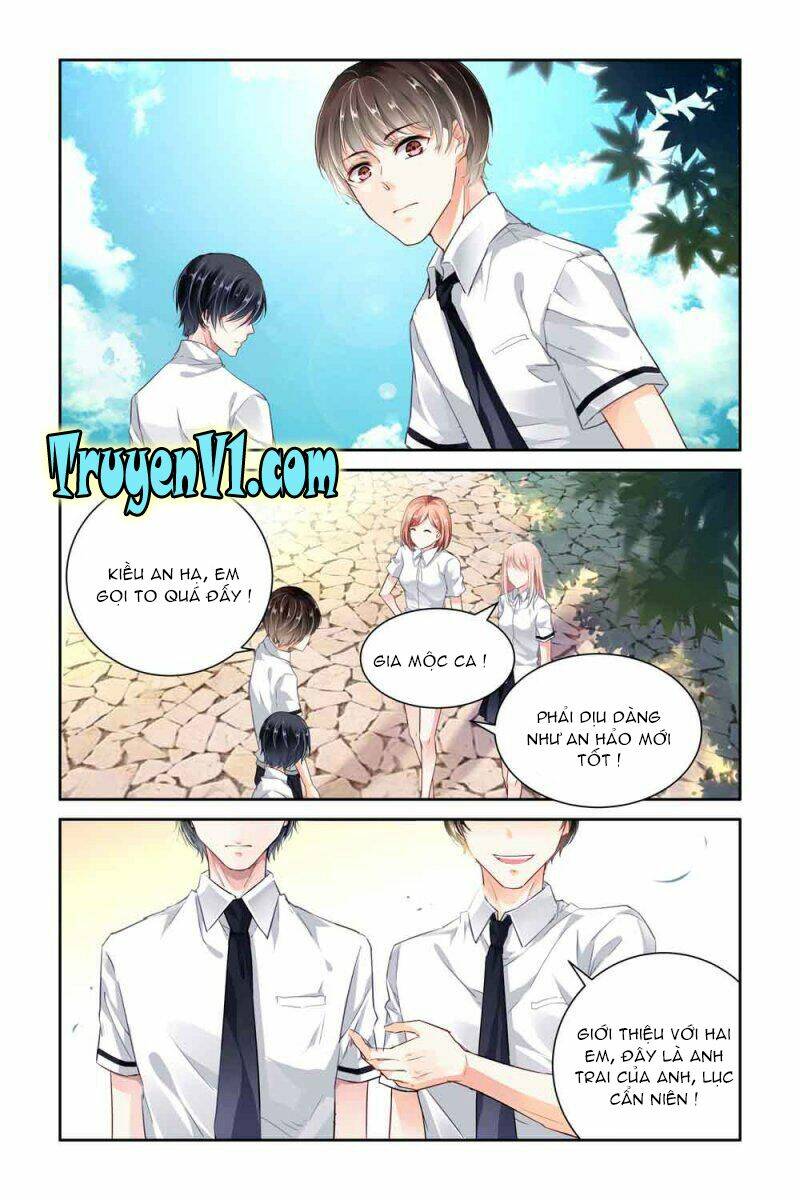 TruyenV1.com
KIỀU AN HẠ, EM
GỌI TO QUÁ ĐẤY !
GIA MỘC CA !
PHẢI DỊU DÀNG
NHƯ AN HẢO MỚI
TỐT !
GIỚI THIỆU VỚI HAI
EM, ĐÂY LÀ ANH
TRAI CỦA ANH, LỤC
CẨN NIÊN !